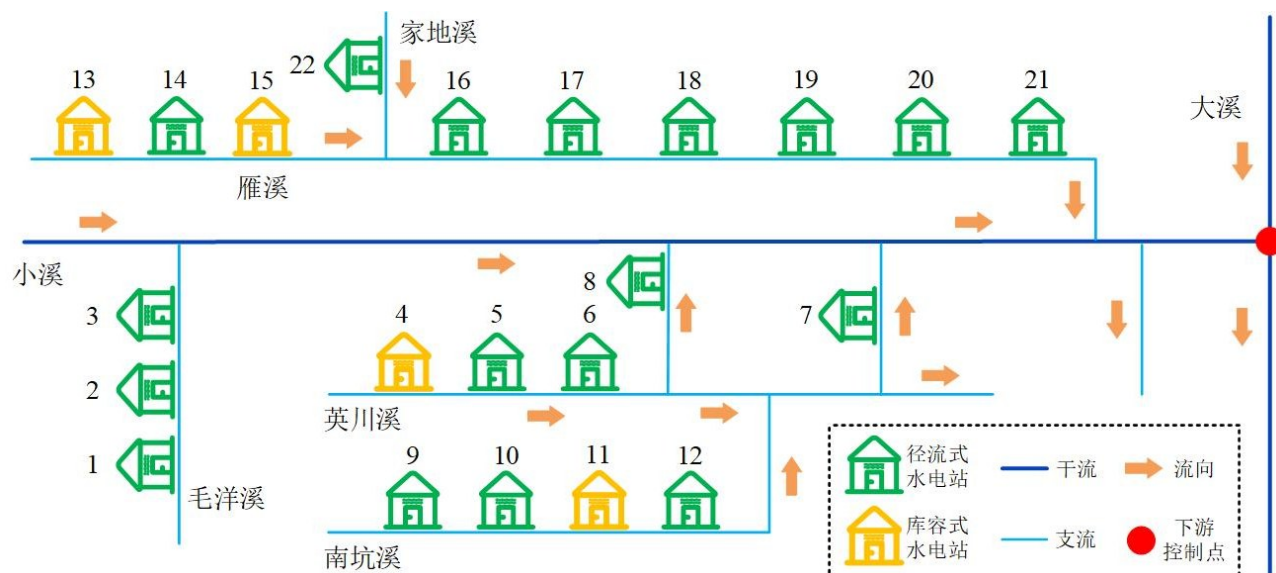 家地溪
22
13 14 15
16 17 18 19 20 21
大溪
雁溪
小溪
8
3
4 5 6
7
2
英川溪
1
9 10 11 12
毛洋溪
南坑溪
径流式
水电站
干流
流向
库容式
水电站
支流
下游
控制点